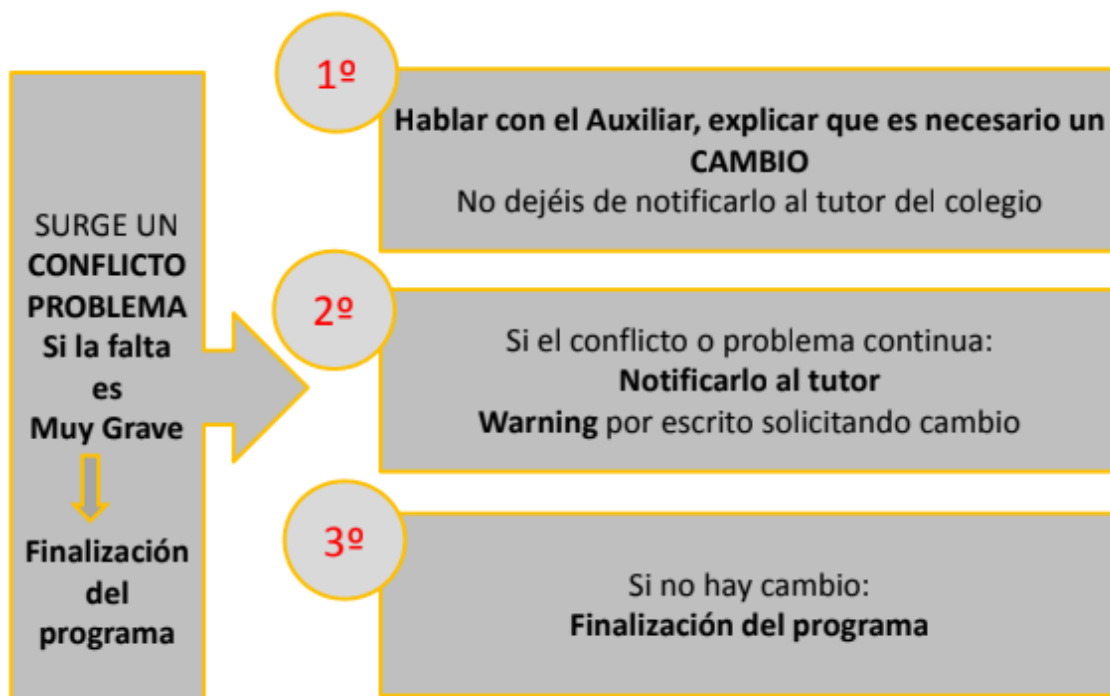 SURGE UN
CONFLICTO
PROBLEMA
Si la falta
es
Muy Grave
Finalización
del
programa
1º
Hablar con el Auxiliar, explicar que es necesario un
CAMBIO
No dejéis de notificarlo al tutor del colegio
2º
Si el conflicto o problema continua:
Notificarlo al tutor
Warning por escrito solicitando cambio
3º
Si no hay cambio:
Finalización del programa